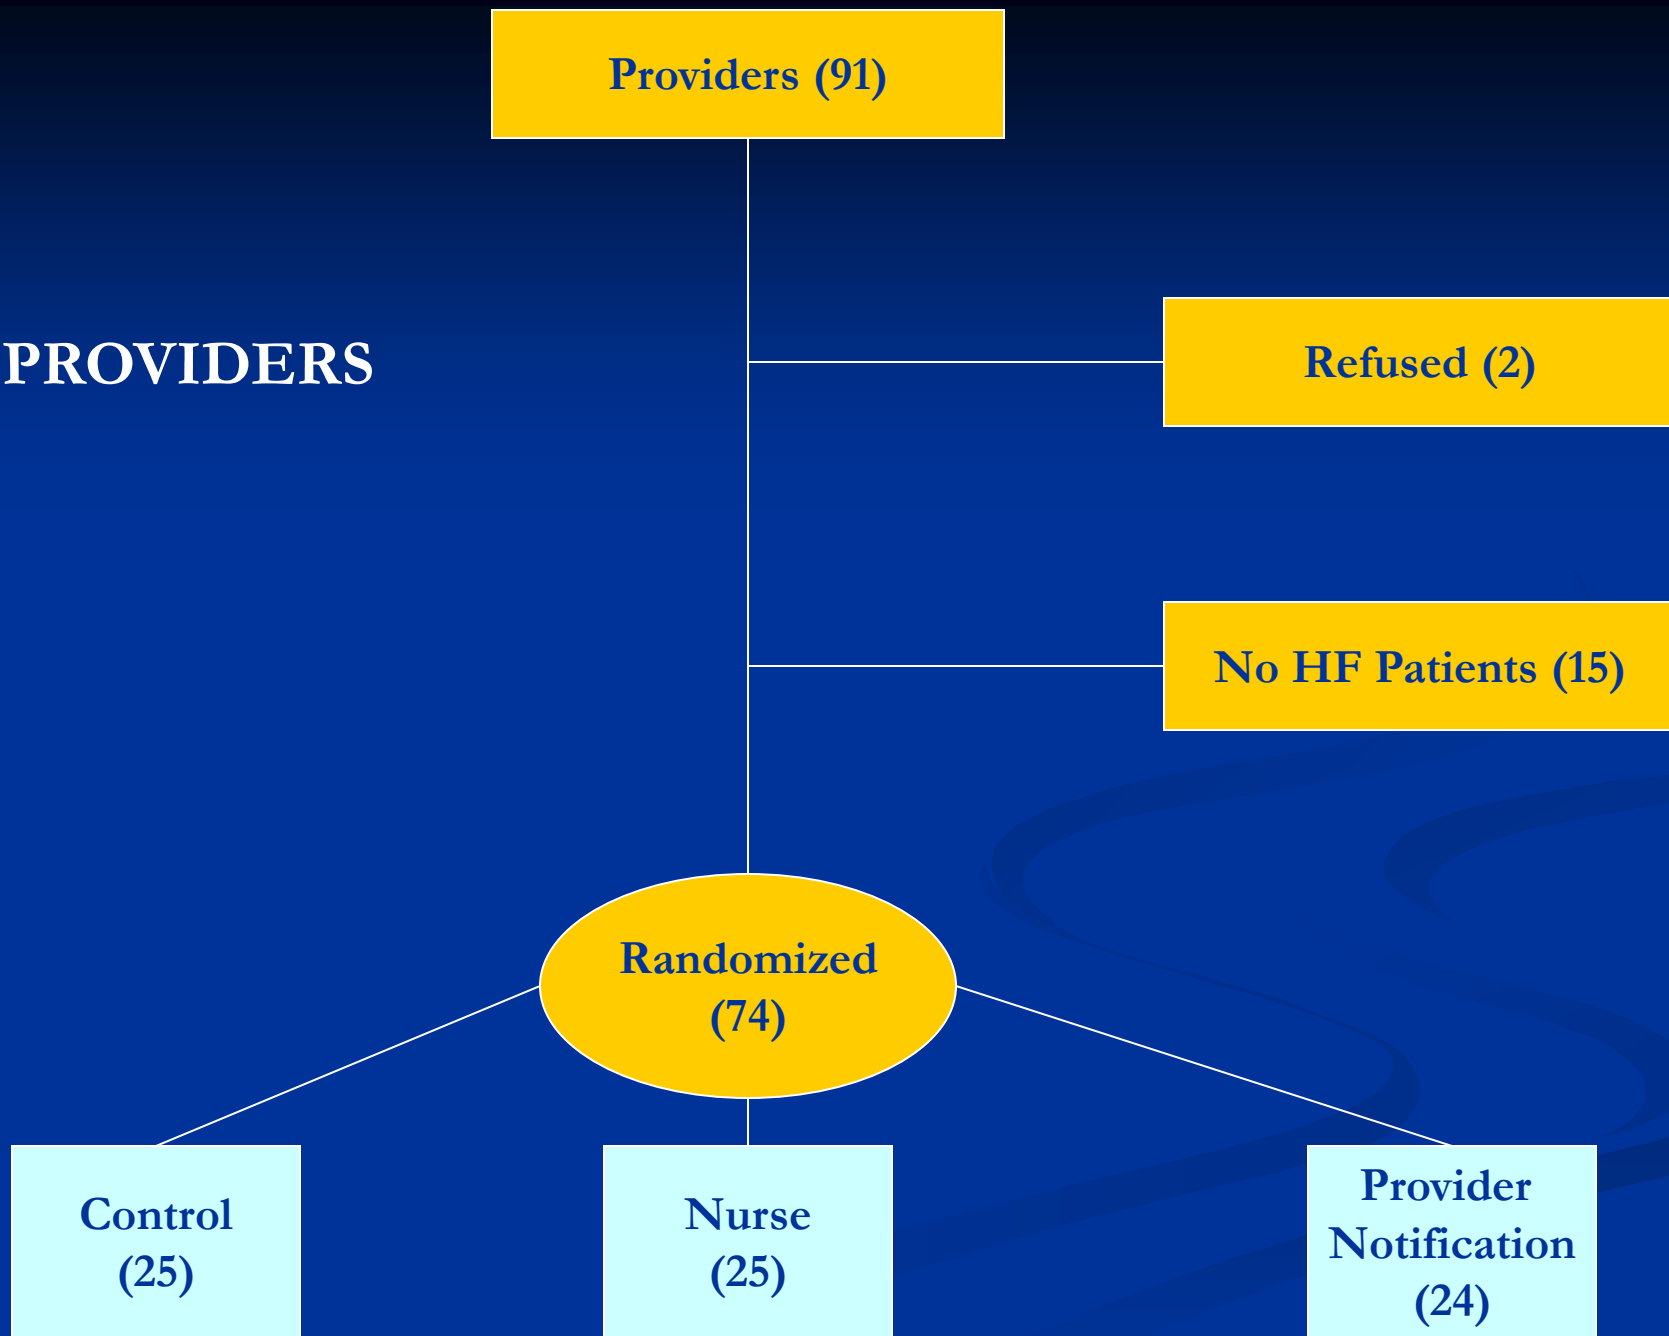 Providers (91)
PROVIDERS
Refused (2)
No HF Patients (15)
Randomized
(74)
Control
(25)
Nurse
(25)
Provider
Notification
(24)